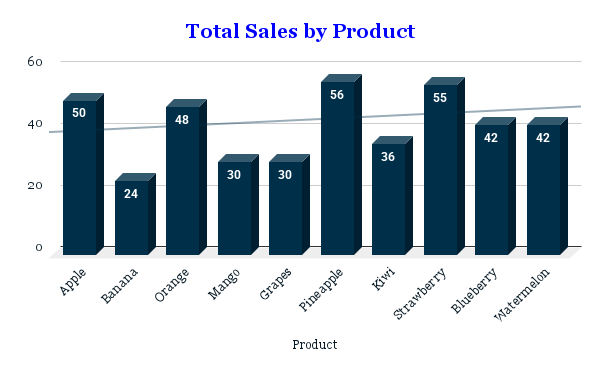 Total Sales by Product
60
40
20
0
50
24
48
30
30
56
36
55
42
42
Apple
Banana
Orange
Mango
Grapes
Pineapple
Kiwi
Strawberry
Blueberry
Watermelon
Product